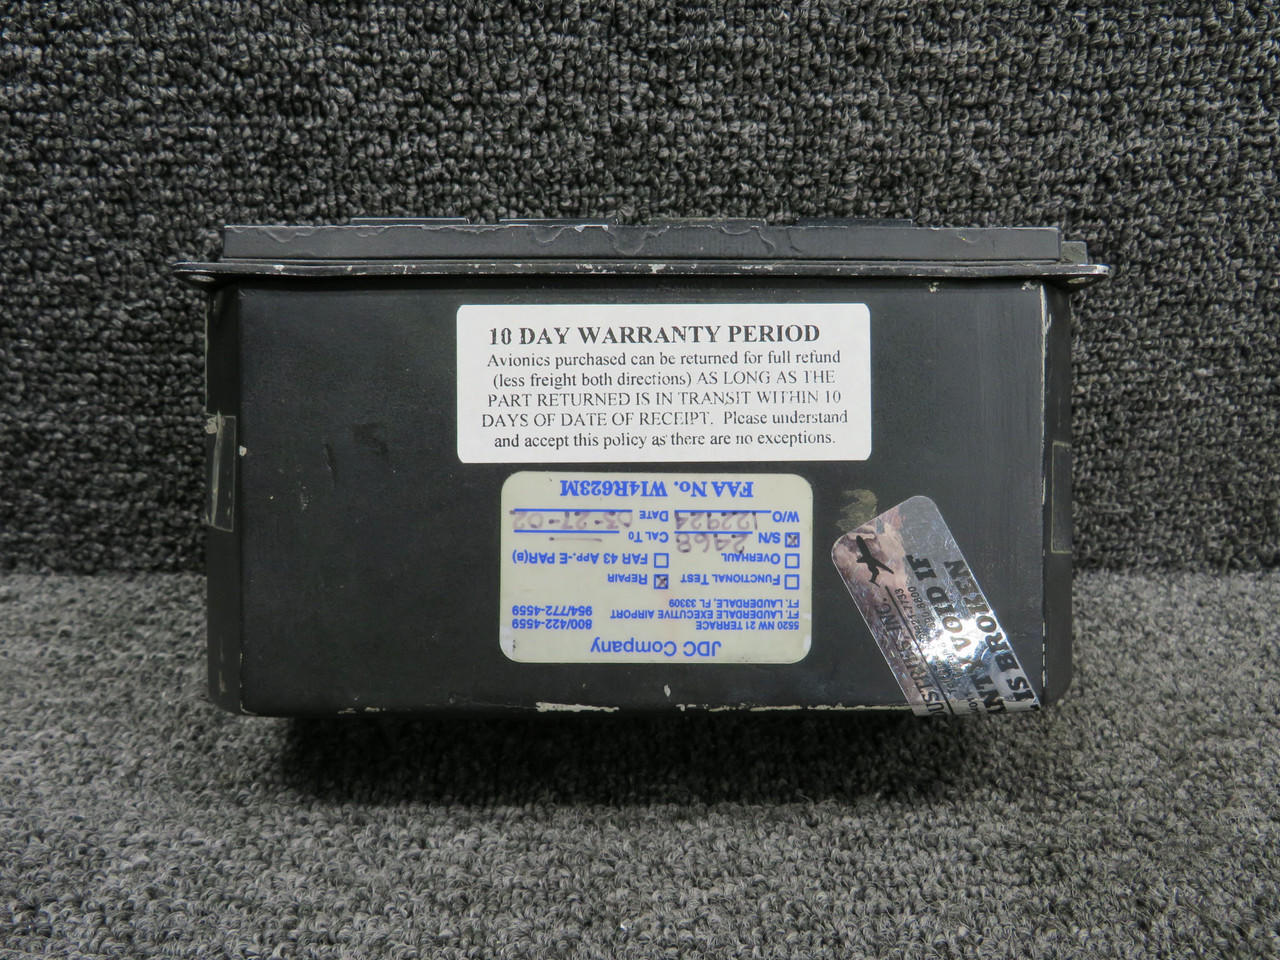 10 DAY WARRANTY PERIOD
Avionics purchased can be returned for full refund
(less freight both directions) AS LONG AS THE
PART RETURNED IS IN TRANSIT WITHIN 10
DAYS OF DATE OF RECEIPT. Please understand
and accept this policy as there are no exceptions.
JDC Company
5520 NW 21 TERRACE 800/422-4559
FT. LAUDERDALE EXECUTIVE AIRPORT 954/772-4559
FT. LAUDERDALE, FL 33309
FUNCTIONAL TEST REPAIR
OVERHAUL FAR 43 App.-E PAR(B)
S/N 2968 CAL TO
W/O 122924 DATE 03-27-02
FAA No. W14R623M
INC.
VOID IF
IS BROKEN